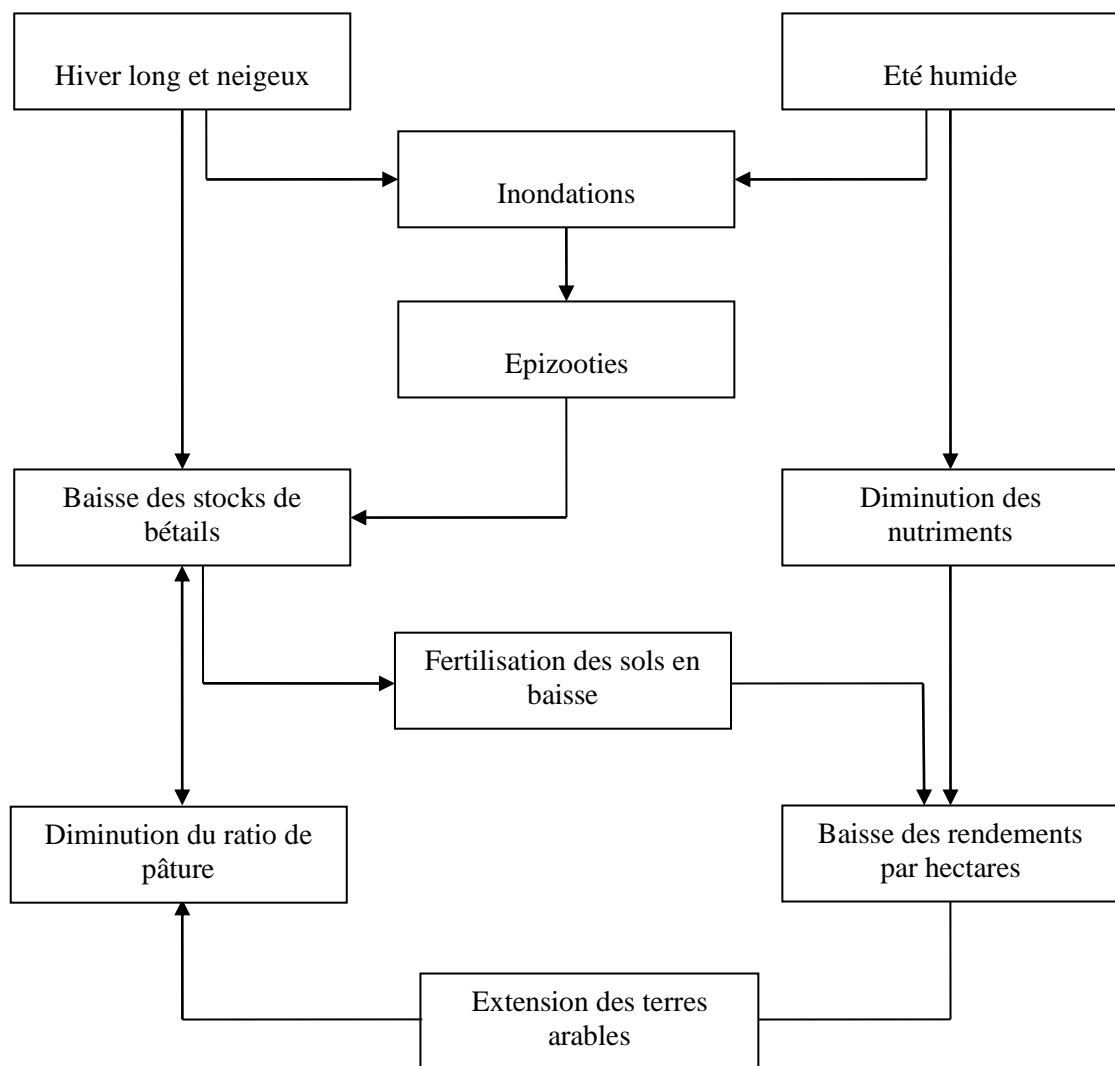 Hiver long et neigeux
Eté humide
Inondations
Epizooties
Baisse des stocks de
bétails
Diminution des
nutriments
Fertilisation des sols en
baisse
Diminution du ratio de
pâture
Baisse des rendements
par hectares
Extension des terres
arables